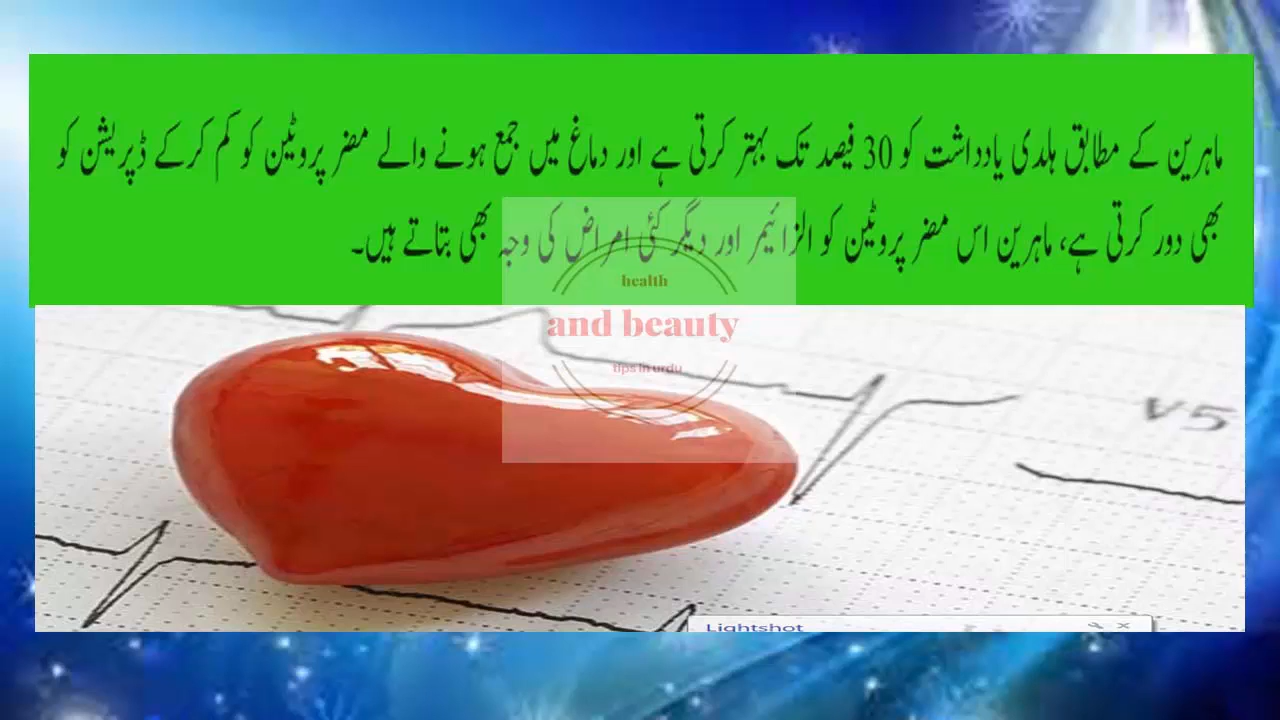 ماہرین کے مطابق ہلدی یادداشت کو 30 فیصد تک بہتر کرتی ہے اور دماغ میں جمع ہونے والے مضر پروٹین کو کم کرکے ڈپریشن کو
بھی دور کرتی ہے، ماہرین اس مضر پروٹین کو الزائیمر اور دیگر کئی امراض کی وجہ بھی بتاتے ہیں۔
health
and beauty
tips in urdu
V5
Lightshot